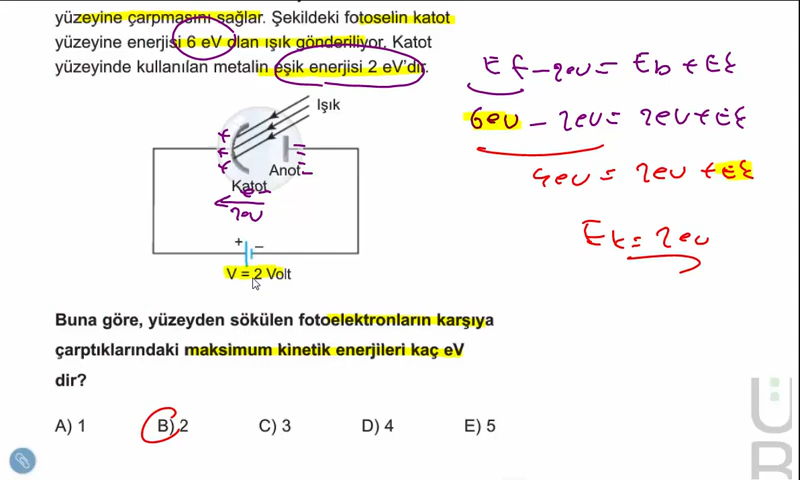 yüzeyine çarpmasını sağlar. Şekildeki fotoselin katot
yüzeyine enerjisi 6 eV olan ışık gönderiliyor. Katot
yüzeyinde kullanılan metalin eşik enerjisi 2 eV'dir.
Ef - 2eV = Eb + Ek
6eV - 2eV = 2eV + Ek
4eV = 2eV + Ek
Ek = 2eV
Işık
+
+
+
Anot
Katot
e-
2eV
+ -
V = 2 Volt
Buna göre, yüzeyden sökülen fotoelektronların karşıya
çarptıklarındaki maksimum kinetik enerjileri kaç eV
dir?
A) 1 B) 2 C) 3 D) 4 E) 5